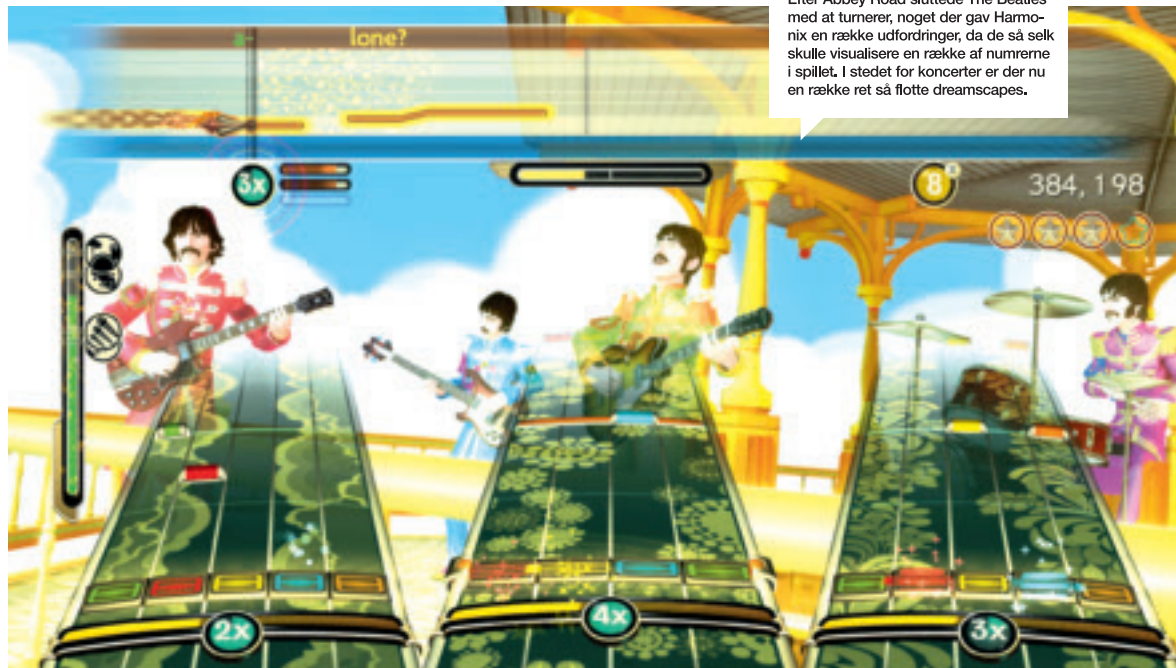 Efter Abbey Road sluttede The Beatles
med at turnerer, noget der gav Harmo-
nix en række udfordringer, da de så selk
skulle visualisere en række af numrerne
i spillet. I stedet for koncerter er der nu
en række ret så flotte dreamscapes.
lone?
3x
8
384,198
2x
4x
3x